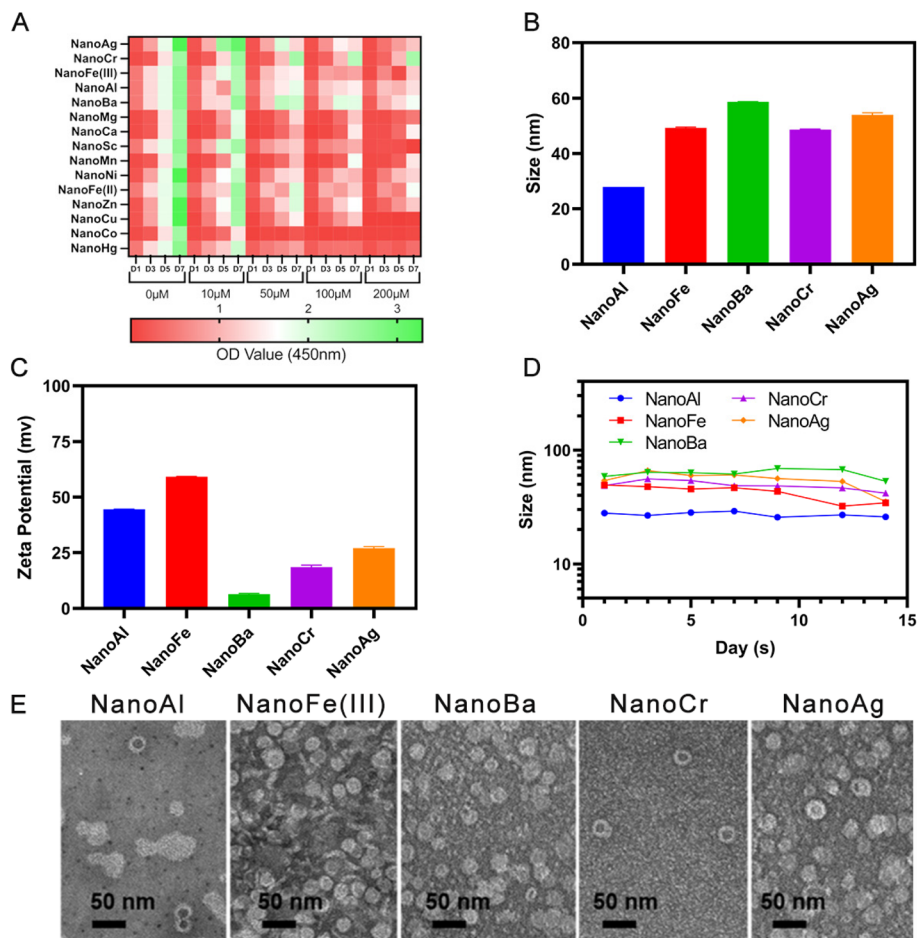 A
NanoAg
NanoCr
NanoFe(III)
NanoAl
NanoBa
NanoMg
NanoCa
NanoSc
NanoMn
NanoNi
NanoFe(II)
NanoZn
NanoCu
NanoCo
NanoHg
D1 D3 D5 D7 D1 D3 D5 D7 D1 D3 D5 D7 D1 D3 D5 D7 D1 D3 D5 D7
0μM 10μM 50μM 100μM 200μM
1 2 3
OD Value (450nm)
B
Size (nm)
80
60
40
20
0
NanoAl NanoFe NanoBa NanoCr NanoAg
C
Zeta Potential (mv)
100
75
50
25
0
NanoAl NanoFe NanoBa NanoCr NanoAg
D
NanoAl NanoCr
NanoFe NanoAg
NanoBa
Size (nm)
100
10
0 5 10 15
Day (s)
E
NanoAl NanoFe(III) NanoBa NanoCr NanoAg
50 nm 50 nm 50 nm 50 nm 50 nm